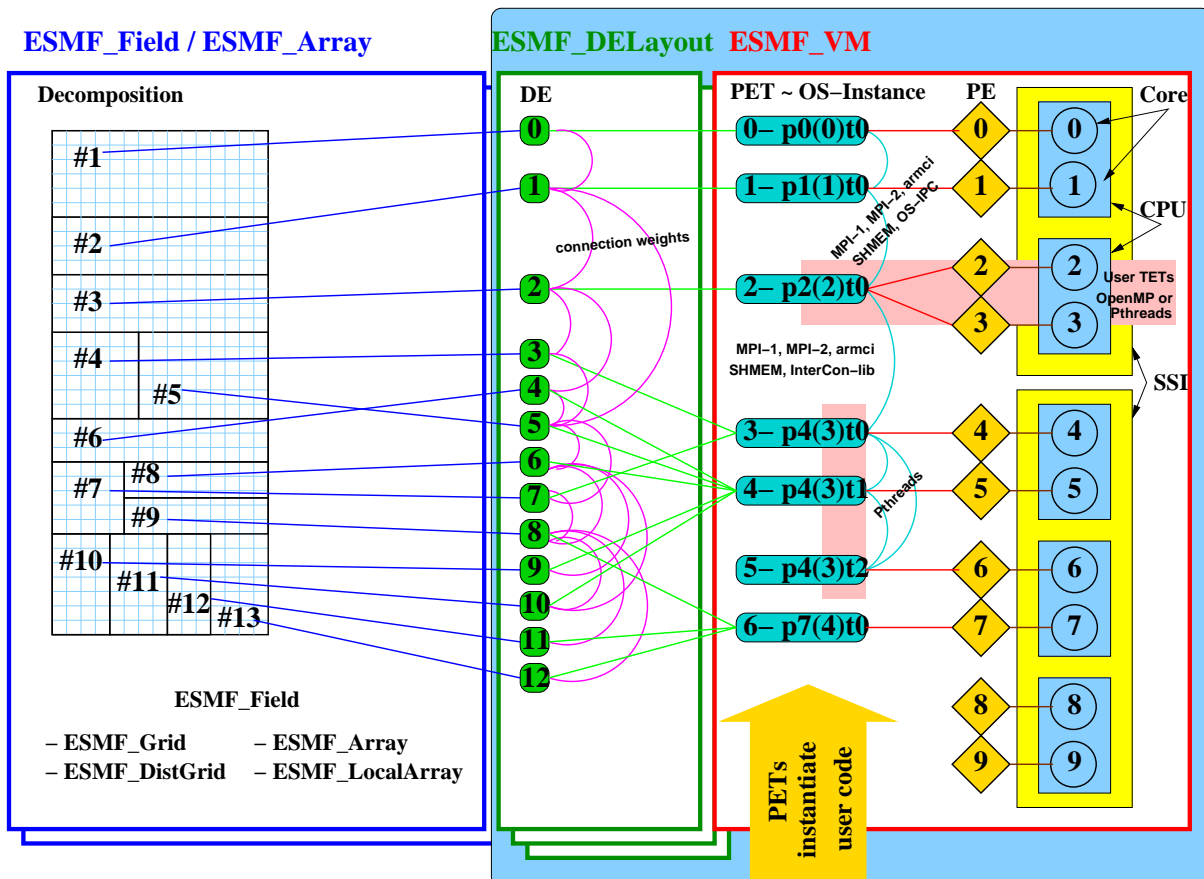 ESMF_Field / ESMF_Array
ESMF_DELayout
ESMF_VM
Decomposition
#1
#2
#3
#4
#5
#6
#7
#8
#9
#10
#11
#12
#13
ESMF_Field
– ESMF_Grid
– ESMF_Array
– ESMF_DistGrid
– ESMF_LocalArray
DE
0
1
2
3
4
5
6
7
8
9
10
11
12
connection weights
PET ~ OS–Instance
0– p0(0)t0
1– p1(1)t0
2– p2(2)t0
3– p4(3)t0
4– p4(3)t1
5– p4(3)t2
6– p7(4)t0
MPI–1, MPI–2, armci
SHMEM, OS–IPC
MPI–1, MPI–2, armci
SHMEM, InterCon–lib
Pthreads
PETs
instantiate
user code
PE
0
1
2
3
4
5
6
7
8
9
0
1
2
3
4
5
6
7
8
9
Core
CPU
User TETs
OpenMP or
Pthreads
SSI